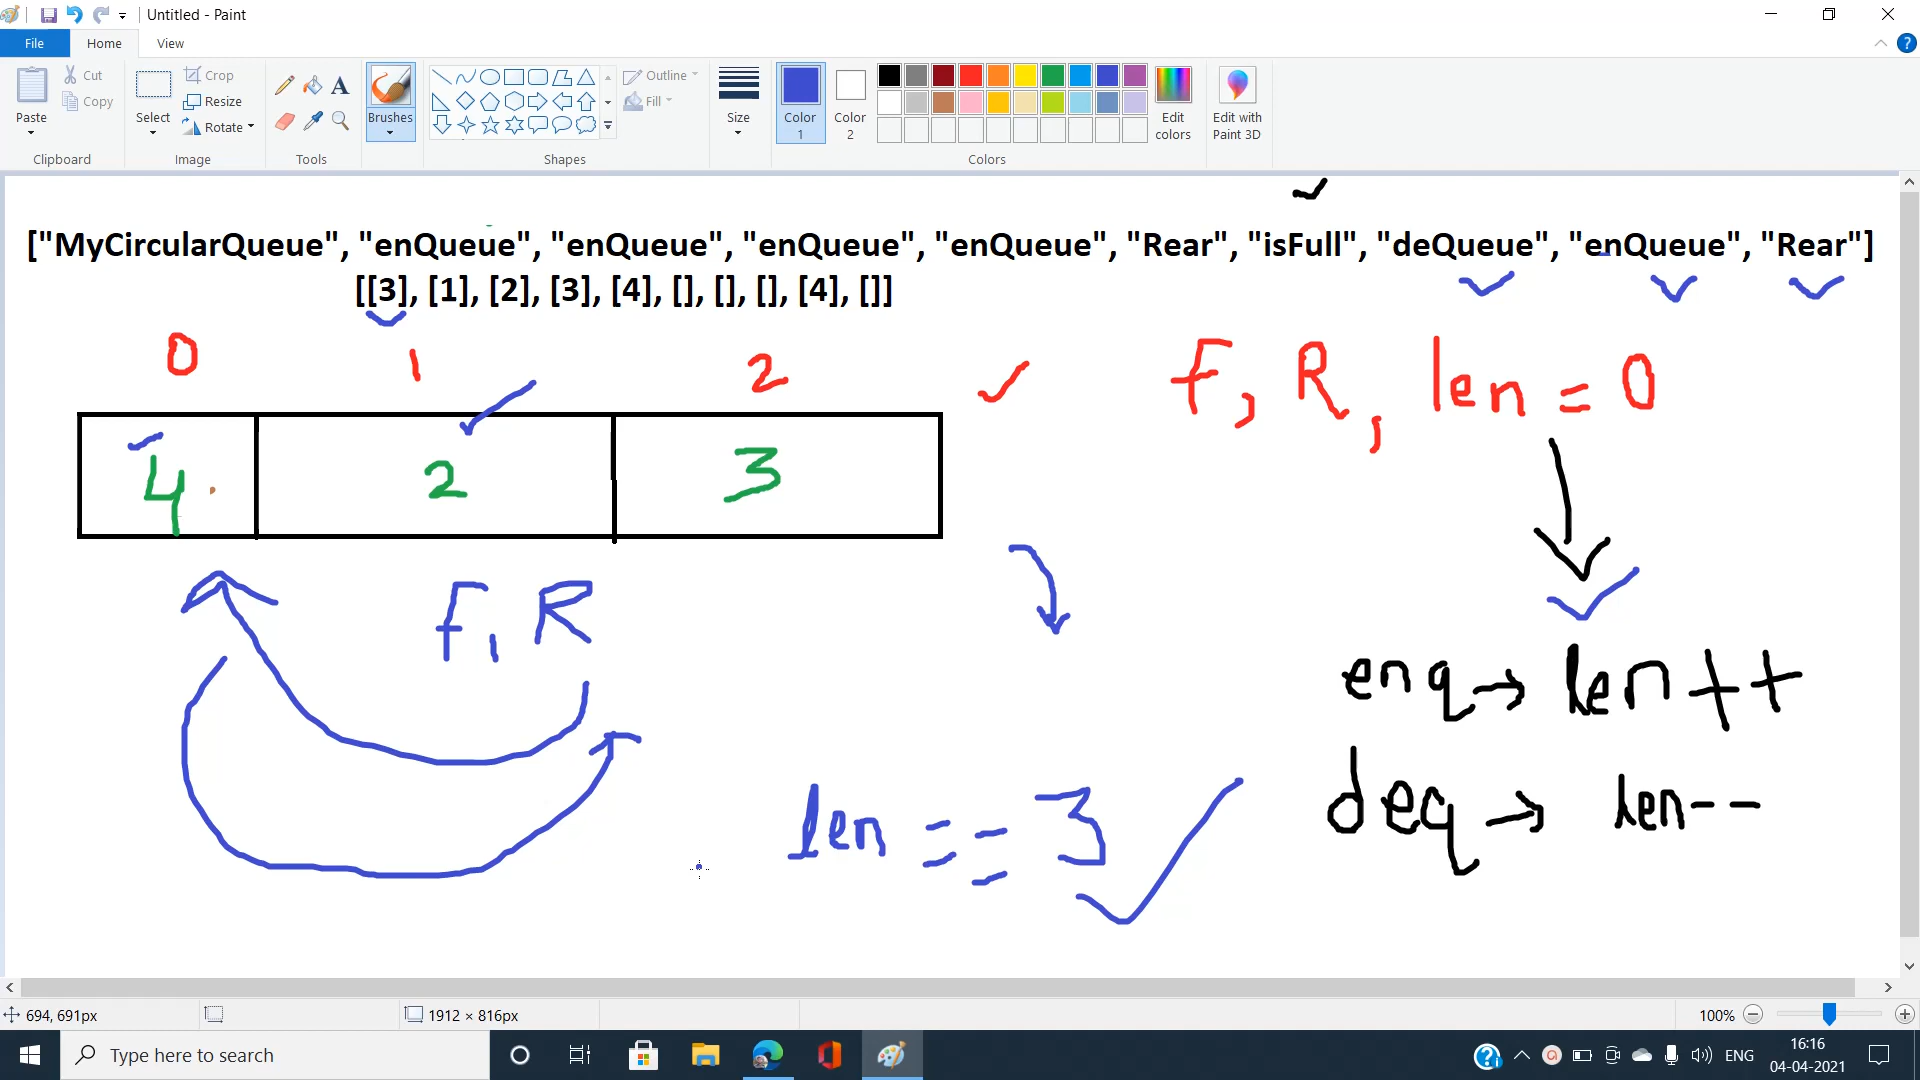 Untitled - Paint
File Home View
Cut Crop Outline
Copy Resize Fill
Rotate
Paste Select Brushes Size Color 1 Color 2 Edit colors Edit with Paint 3D
Clipboard Image Tools Shapes Colors
["MyCircularQueue", "enQueue", "enQueue", "enQueue", "enQueue", "Rear", "isFull", "deQueue", "enQueue", "Rear"]
[[3], [1], [2], [3], [4], [], [], [], [4], []]
0 1 2
F, R, len = 0
4 2 3
F, R
enq → len ++
len == 3
deq → len --
694, 691px 1912 × 816px 100%
Type here to search
ENG
16:16
04-04-2021